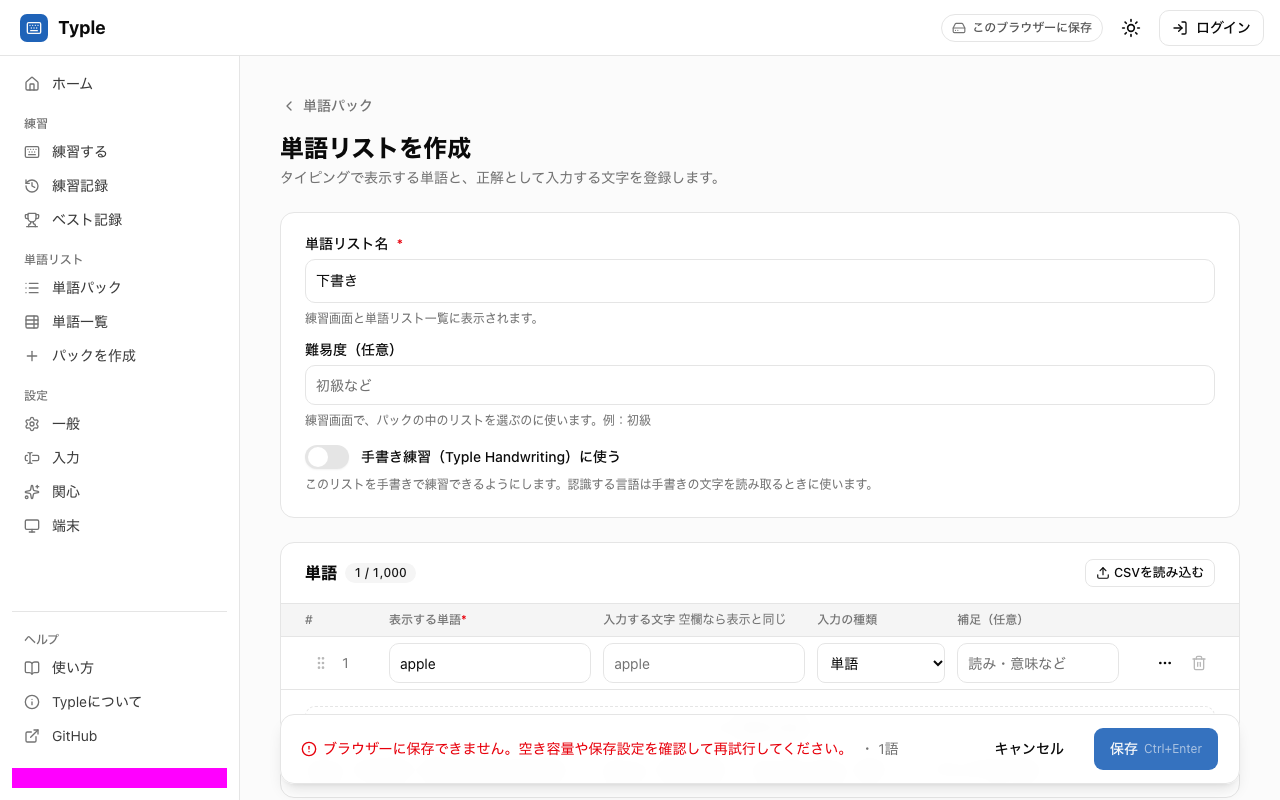 Typle
このブラウザーに保存
ログイン
ホーム
練習
練習する
練習記録
ベスト記録
単語リスト
単語パック
単語一覧
パックを作成
設定
一般
入力
関心
端末
ヘルプ
使い方
Typleについて
GitHub
単語パック
単語リストを作成
タイピングで表示する単語と、正解として入力する文字を登録します。
単語リスト名 *
下書き
練習画面と単語リスト一覧に表示されます。
難易度（任意）
初級など
練習画面で、パックの中のリストを選ぶのに使います。例：初級
手書き練習（Typle Handwriting）に使う
このリストを手書きで練習できるようにします。認識する言語は手書きの文字を読み取るときに使います。
単語 1 / 1,000 CSVを読み込む
# 表示する単語* 入力する文字 空欄なら表示と同じ 入力の種類 補足（任意）
1 apple apple 単語 読み・意味など
ブラウザーに保存できません。空き容量や保存設定を確認して再試行してください。 ・ 1語 キャンセル 保存 Ctrl+Enter